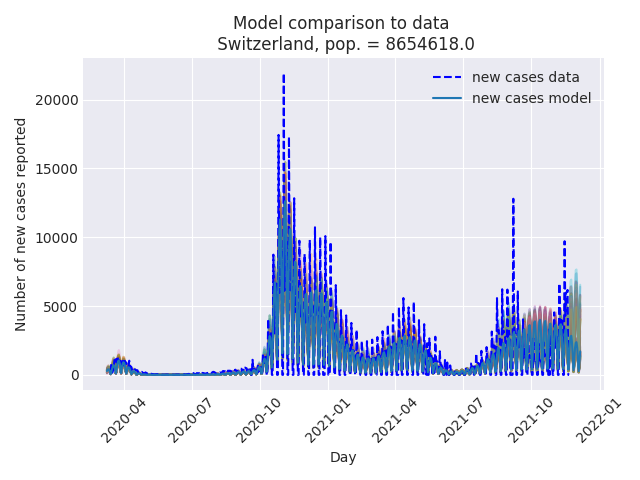 Model comparison to data
Switzerland, pop. = 8654618.0
new cases data
new cases model
Number of new cases reported
20000
15000
10000
5000
0
2020-04
2020-07
2020-10
2021-01
2021-04
2021-07
2021-10
2022-01
Day